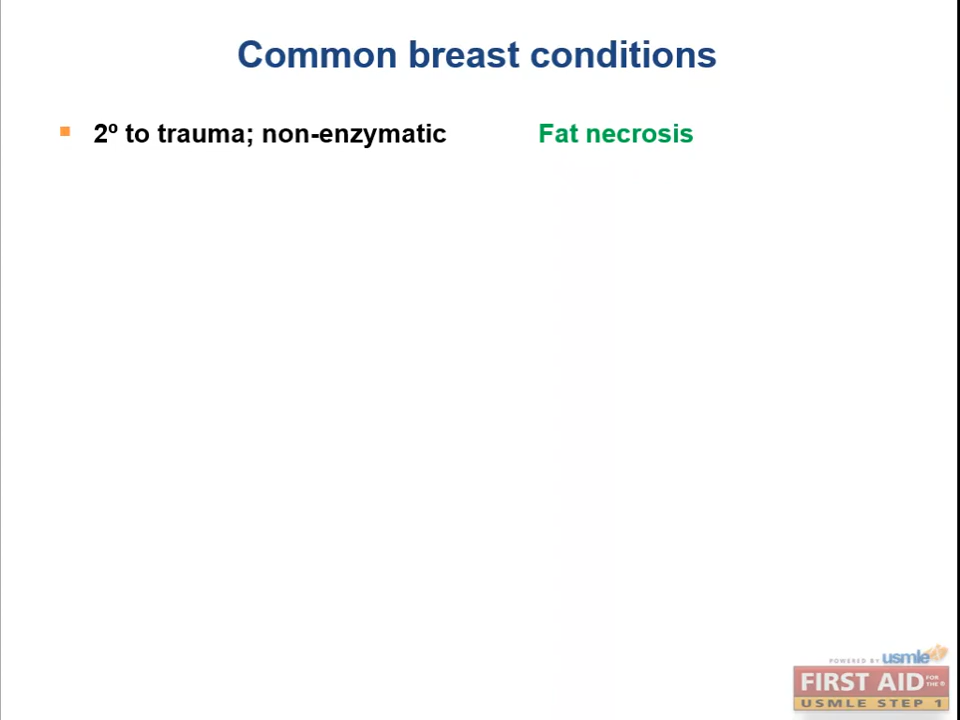 Common breast conditions
2º to trauma; non-enzymatic Fat necrosis
POWERED BY usmleRx
FIRST AID FOR THE®
USMLE STEP 1